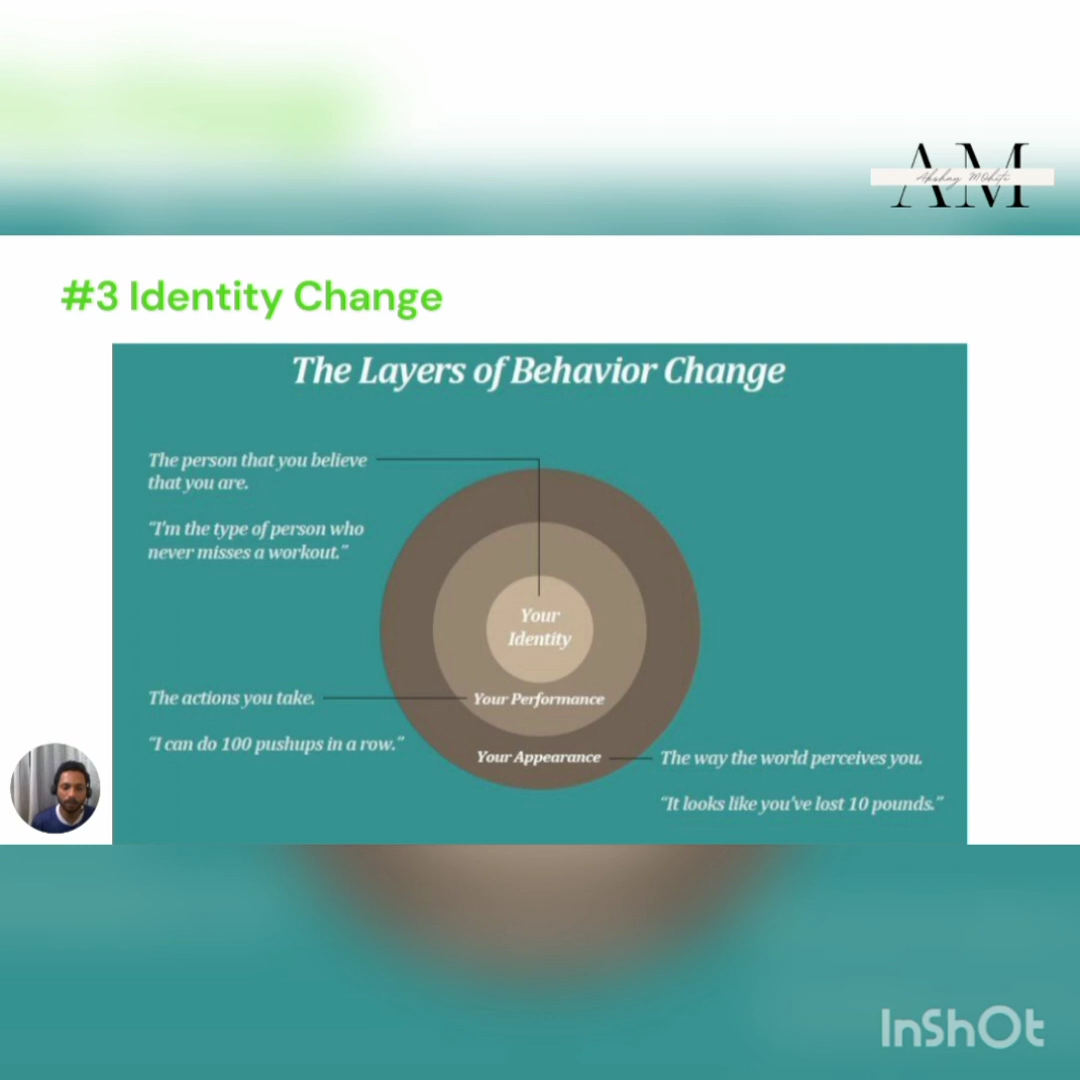 AM
Akshay MOhite
#3 Identity Change
The Layers of Behavior Change
The person that you believe
that you are.
"I'm the type of person who
never misses a workout."
Your
Identity
The actions you take.
Your Performance
"I can do 100 pushups in a row."
Your Appearance
The way the world perceives you.
"It looks like you've lost 10 pounds."
InShOt